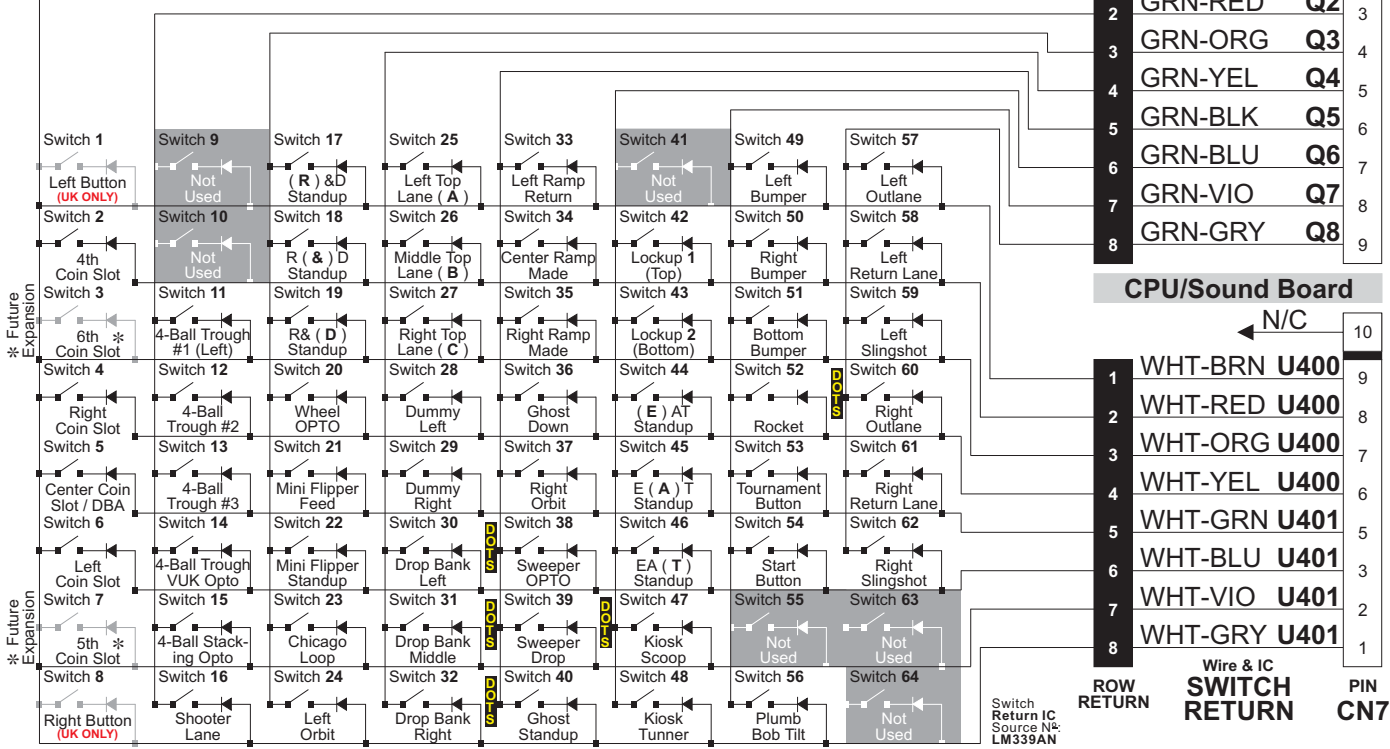 2 GRN-RED Q2 3
3 GRN-ORG Q3 4
4 GRN-YEL Q4 5
5 GRN-BLK Q5 6
6 GRN-BLU Q6 7
7 GRN-VIO Q7 8
8 GRN-GRY Q8 9
Switch 1
Left Button
(UK ONLY)
Switch 2
4th
Coin Slot
Switch 3
6th *
Coin Slot
* Future
Expansion
Switch 4
Right
Coin Slot
Switch 5
Center Coin
Slot / DBA
Switch 6
Left
Coin Slot
Switch 7
5th *
Coin Slot
* Future
Expansion
Switch 8
Right Button
(UK ONLY)
Switch 9
Not
Used
Switch 10
Not
Used
Switch 11
4-Ball Trough
#1 (Left)
Switch 12
4-Ball
Trough #2
Switch 13
4-Ball
Trough #3
Switch 14
4-Ball Trough
VUK Opto
Switch 15
4-Ball Stack-
ing Opto
Switch 16
Shooter
Lane
Switch 17
( R ) &D
Standup
Switch 18
R ( & ) D
Standup
Switch 19
R& ( D )
Standup
Switch 20
Wheel
OPTO
Switch 21
Mini Flipper
Feed
Switch 22
Mini Flipper
Standup
Switch 23
Chicago
Loop
Switch 24
Left
Orbit
Switch 25
Left Top
Lane ( A )
Switch 26
Middle Top
Lane ( B )
Switch 27
Right Top
Lane ( C )
Switch 28
Dummy
Left
Switch 29
Dummy
Right
Switch 30
Drop Bank
Left
DOTS
Switch 31
Drop Bank
Middle
DOTS
Switch 32
Drop Bank
Right
DOTS
Switch 33
Left Ramp
Return
Switch 34
Center Ramp
Made
Switch 35
Right Ramp
Made
Switch 36
Ghost
Down
Switch 37
Right
Orbit
Switch 38
Sweeper
OPTO
Switch 39
Sweeper
Drop
DOTS
Switch 40
Ghost
Standup
Switch 41
Not
Used
Switch 42
Lockup 1
(Top)
Switch 43
Lockup 2
(Bottom)
Switch 44
( E ) AT
Standup
Switch 45
E ( A ) T
Standup
Switch 46
EA ( T )
Standup
Switch 47
Kiosk
Scoop
Switch 48
Kiosk
Tunner
Switch 49
Left
Bumper
Switch 50
Right
Bumper
Switch 51
Bottom
Bumper
Switch 52
Rocket
DOTS
Switch 53
Tournament
Button
Switch 54
Start
Button
Switch 55
Not
Used
Switch 56
Plumb
Bob Tilt
Switch 57
Left
Outlane
Switch 58
Left
Return Lane
Switch 59
Left
Slingshot
Switch 60
Right
Outlane
Switch 61
Right
Return Lane
Switch 62
Right
Slingshot
Switch 63
Not
Used
Switch 64
Not
Used
CPU/Sound Board
N/C 10
1 WHT-BRN U400 9
2 WHT-RED U400 8
3 WHT-ORG U400 7
4 WHT-YEL U400 6
5 WHT-GRN U401 5
6 WHT-BLU U401 3
7 WHT-VIO U401 2
8 WHT-GRY U401 1
Switch
Return IC
Source Nº:
LM339AN
ROW
RETURN
Wire & IC
SWITCH
RETURN
PIN
CN7